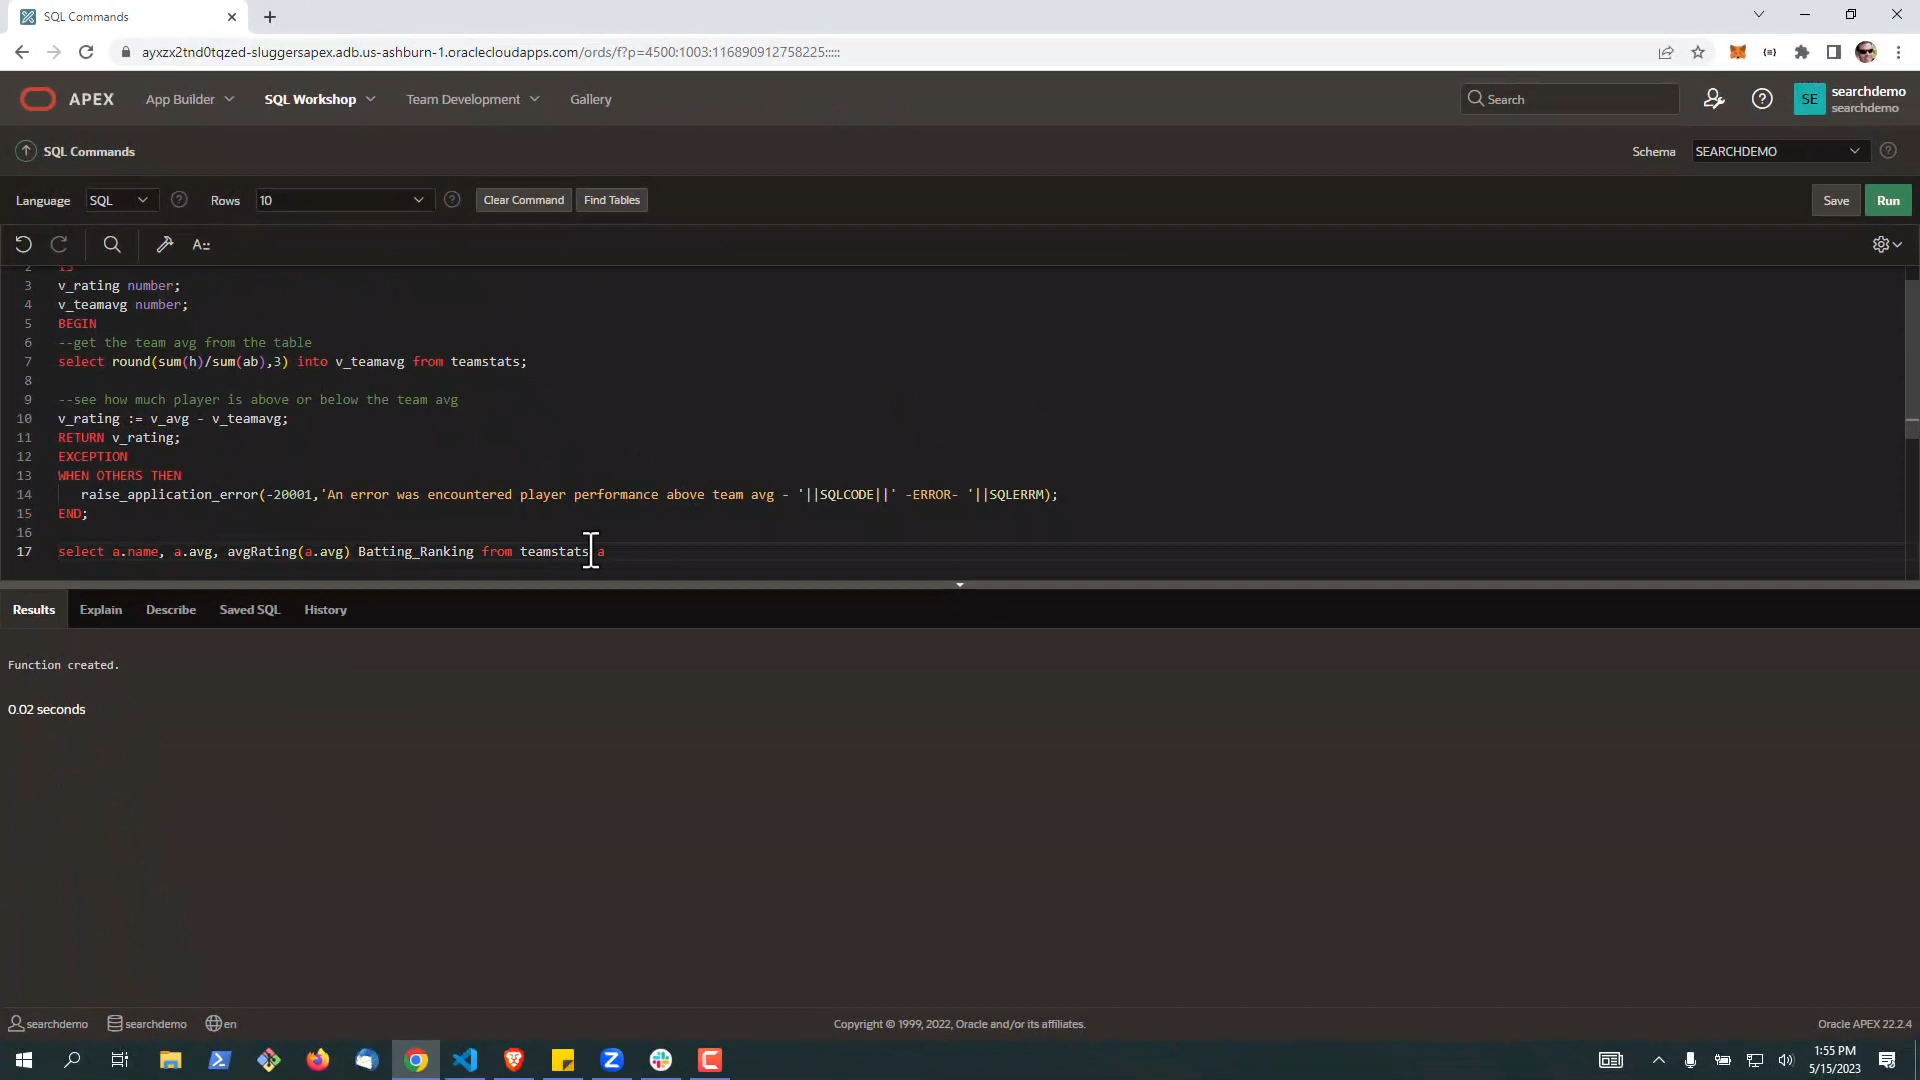 SQL Commands
ayxzx2tnd0tqzed-sluggersapex.adb.us-ashburn-1.oraclecloudapps.com/ords/f?p=4500:1003:116890912758225:::::
APEX App Builder SQL Workshop Team Development Gallery Search SE searchdemo
searchdemo
SQL Commands Schema SEARCHDEMO
Language SQL Rows 10 Clear Command Find Tables Save Run
2 IS
3 v_rating number;
4 v_teamavg number;
5 BEGIN
6 --get the team avg from the table
7 select round(sum(h)/sum(ab),3) into v_teamavg from teamstats;
8
9 --see how much player is above or below the team avg
10 v_rating := v_avg - v_teamavg;
11 RETURN v_rating;
12 EXCEPTION
13 WHEN OTHERS THEN
14 raise_application_error(-20001,'An error was encountered player performance above team avg - '||SQLCODE||' -ERROR- '||SQLERRM);
15 END;
16
17 select a.name, a.avg, avgRating(a.avg) Batting_Ranking from teamstats a
Results Explain Describe Saved SQL History
Function created.
0.02 seconds
searchdemo searchdemo en Copyright © 1999, 2022, Oracle and/or its affiliates. Oracle APEX 22.2.4
1:55 PM
5/15/2023